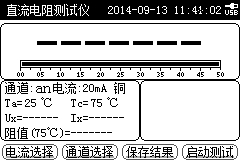 直流电阻测试仪 2014-09-13 11:41:02 USB
00 05 10 15 20 25 30 35 40 45 50
通道:an电流:20mA 铜
Ta=25 ℃ Tc=75 ℃
Ux=------ Ix=------
阻值(75℃)=-------
电流选择 通道选择 保存结果 启动测试